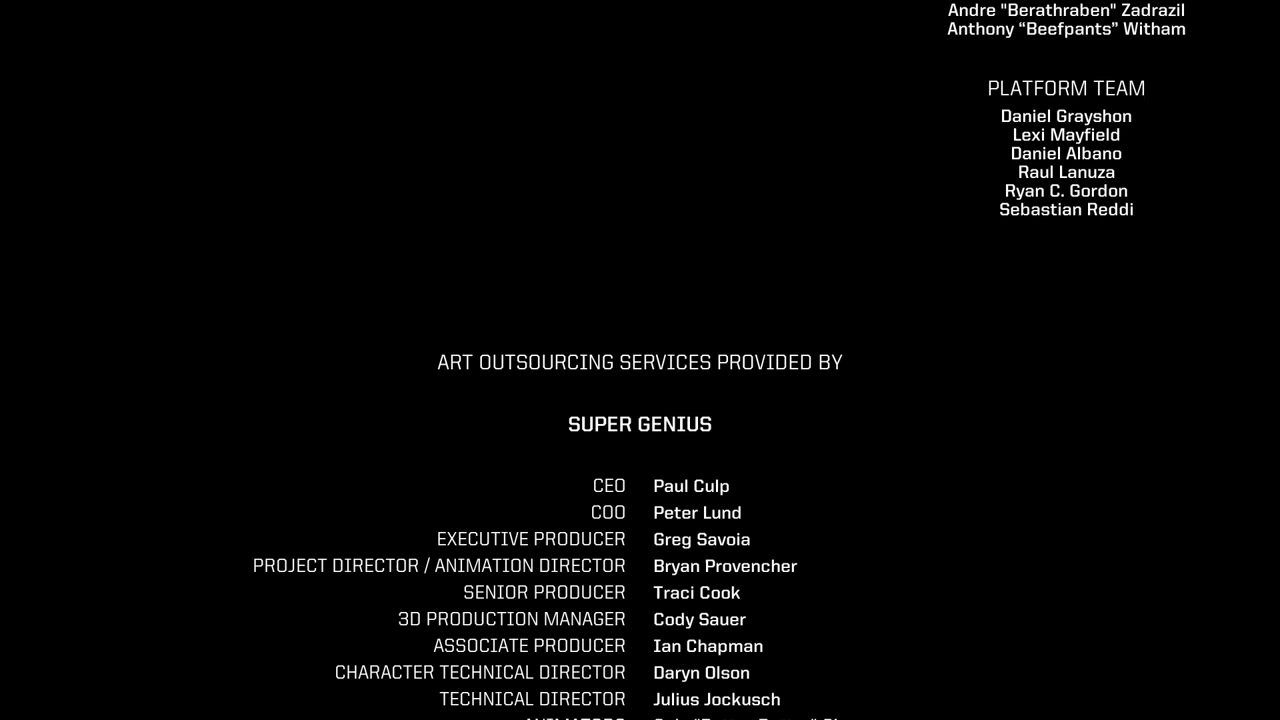 Andre "Berathraben" Zadrazil
Anthony “Beefpants” Witham
PLATFORM TEAM
Daniel Grayshon
Lexi Mayfield
Daniel Albano
Raul Lanuza
Ryan C. Gordon
Sebastian Reddi
ART OUTSOURCING SERVICES PROVIDED BY
SUPER GENIUS
CEO Paul Culp
COO Peter Lund
EXECUTIVE PRODUCER Greg Savoia
PROJECT DIRECTOR / ANIMATION DIRECTOR Bryan Provencher
SENIOR PRODUCER Traci Cook
3D PRODUCTION MANAGER Cody Sauer
ASSOCIATE PRODUCER Ian Chapman
CHARACTER TECHNICAL DIRECTOR Daryn Olson
TECHNICAL DIRECTOR Julius Jockusch